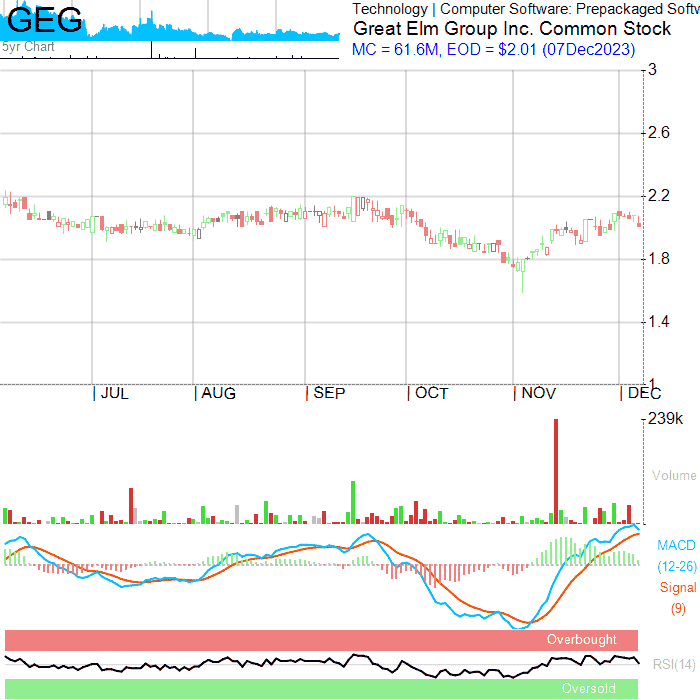 GEG
5yr Chart
Technology | Computer Software: Prepackaged Softw
Great Elm Group Inc. Common Stock
MC = 61.6M, EOD = $2.01 (07Dec2023)
3
2.6
2.2
1.8
1.4
1
JUL
AUG
SEP
OCT
NOV
DEC
239k
Volume
MACD
(12-26)
Signal
(9)
Overbought
RSI(14)
Oversold